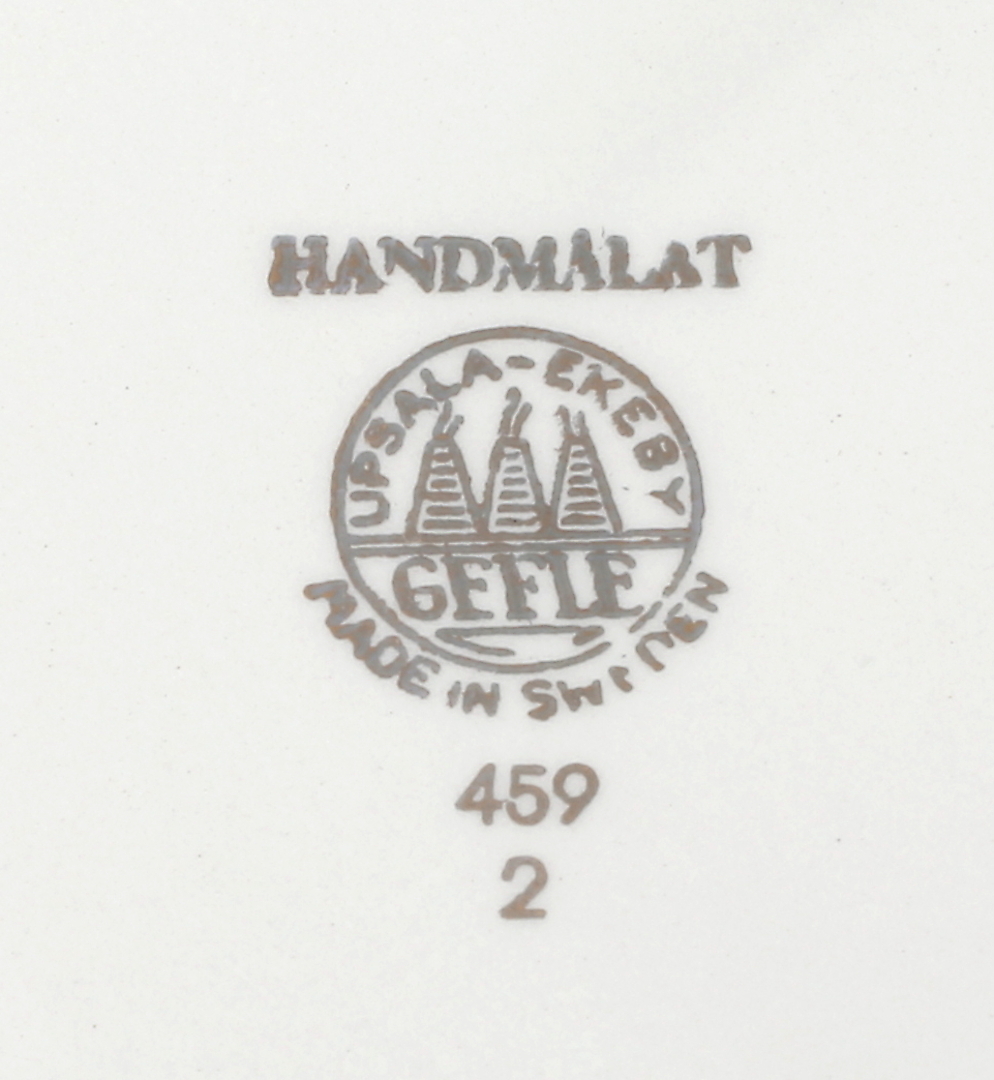 HANDMÅLAT
UPSALA-EKEBY
GEFLE
MADE IN SWEDEN
459
2